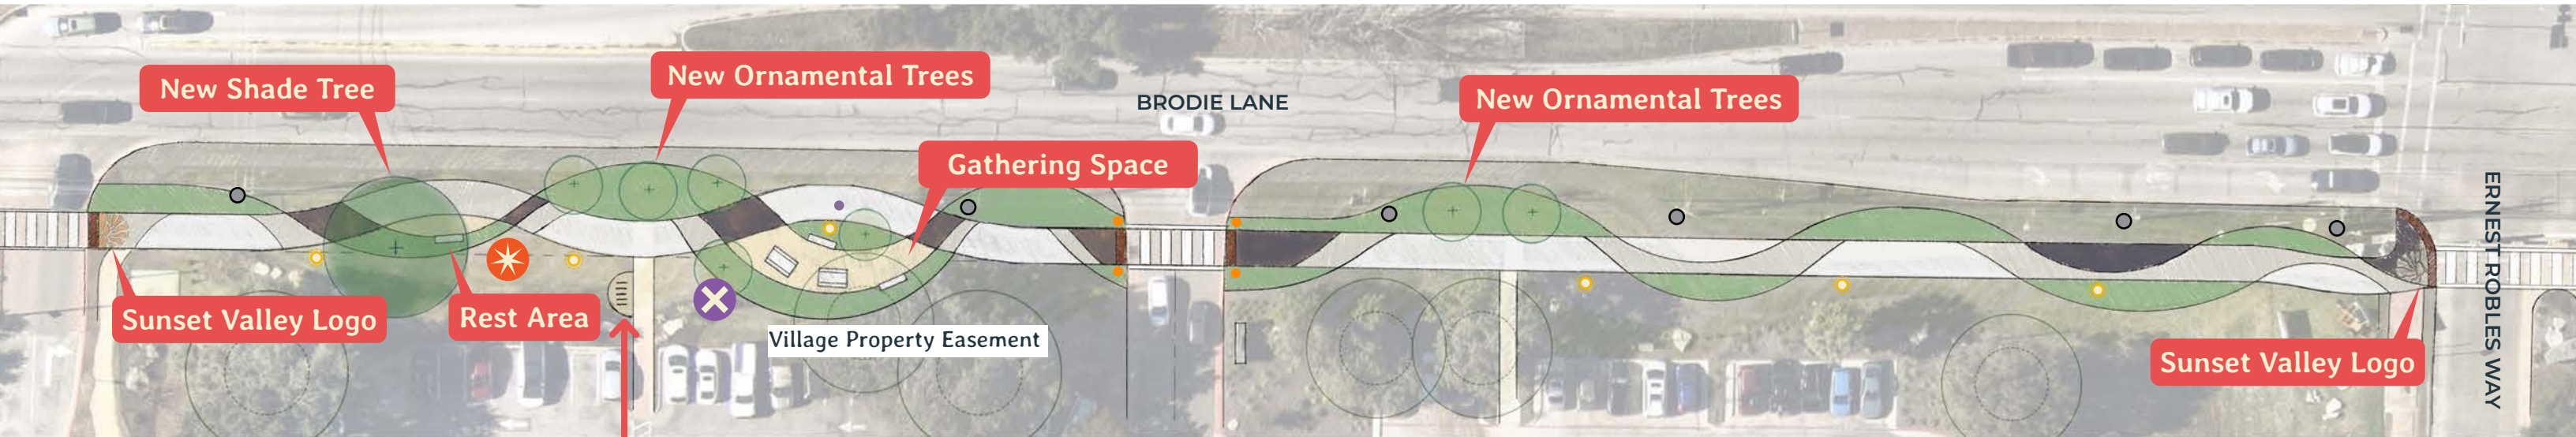 New Shade Tree
New Ornamental Trees
BRODIE LANE
New Ornamental Trees
Gathering Space
Sunset Valley Logo
Rest Area
Village Property Easement
Sunset Valley Logo
ERNEST ROBLES WAY